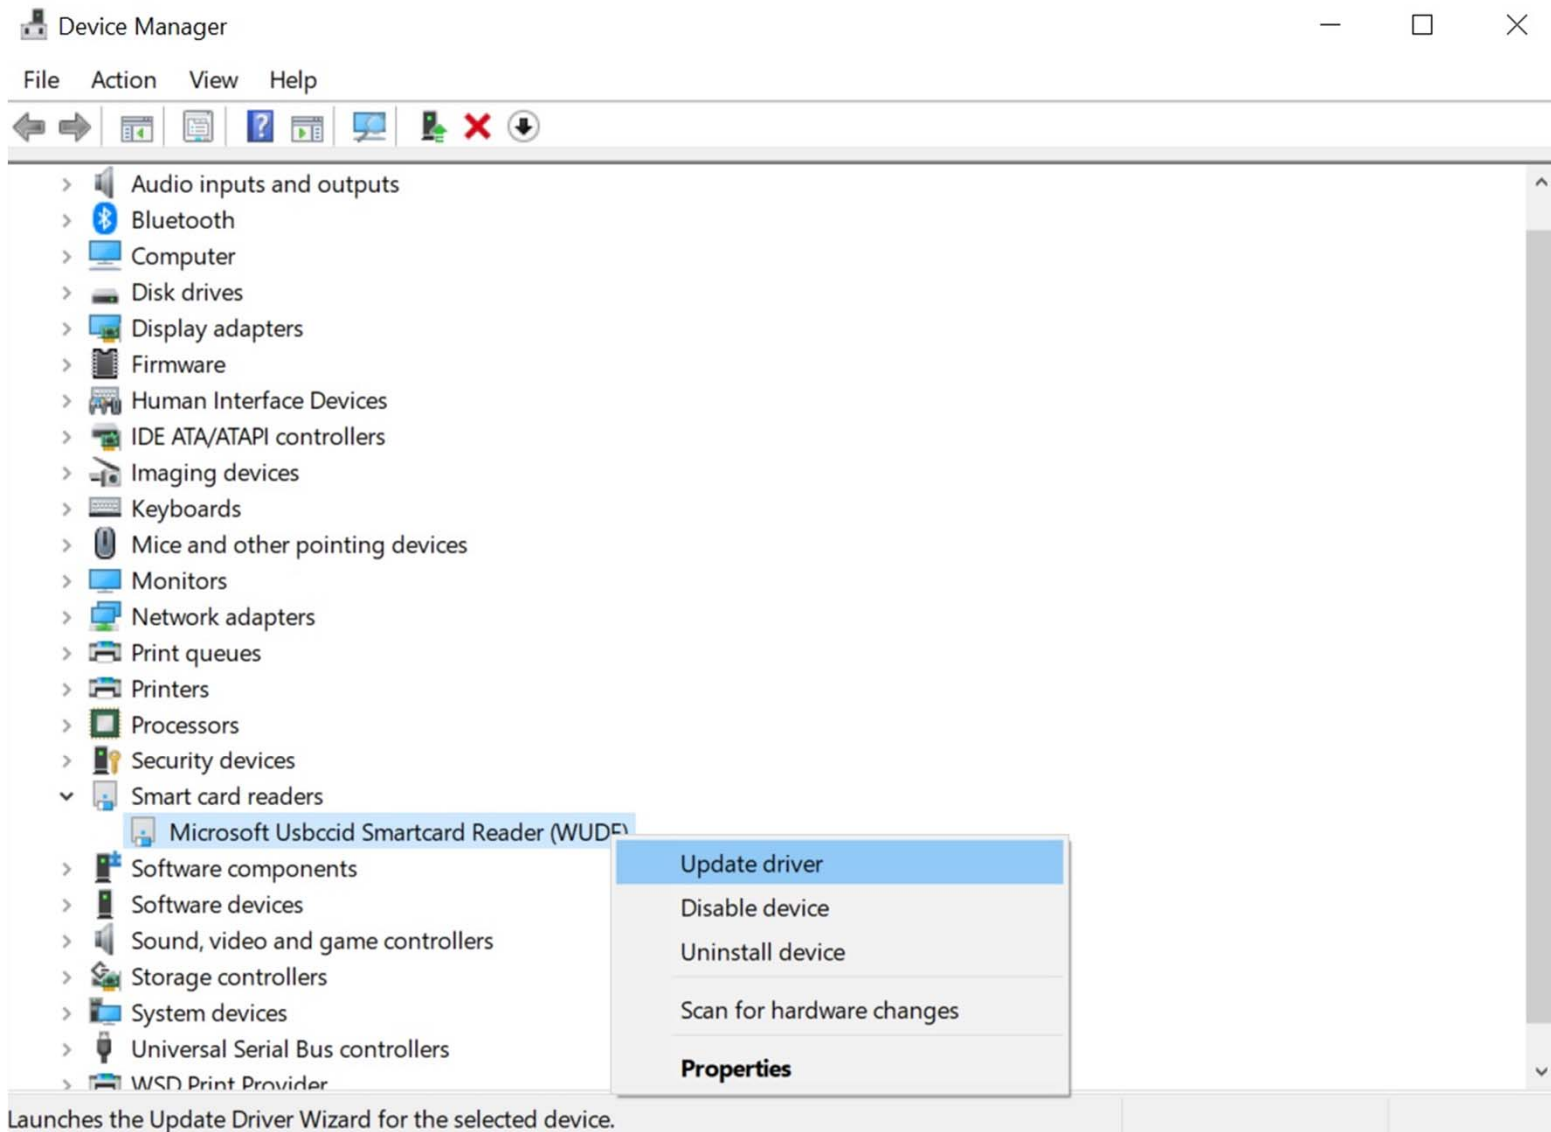 Device Manager
File Action View Help
Audio inputs and outputs
Bluetooth
Computer
Disk drives
Display adapters
Firmware
Human Interface Devices
IDE ATA/ATAPI controllers
Imaging devices
Keyboards
Mice and other pointing devices
Monitors
Network adapters
Print queues
Printers
Processors
Security devices
Smart card readers
Microsoft Usbccid Smartcard Reader (WUDF)
Software components
Software devices
Sound, video and game controllers
Storage controllers
System devices
Universal Serial Bus controllers
WSD Print Provider
Update driver
Disable device
Uninstall device
Scan for hardware changes
Properties
Launches the Update Driver Wizard for the selected device.